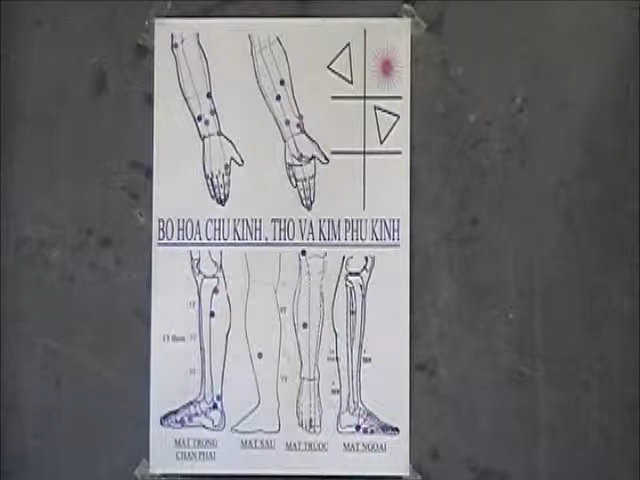 BO HOA CHU KINH, THO VA KIM PHU KINH
MAT TRONG
CHAN PHAI
MAT SAU
MAT TRUOC
MAT NGOAI